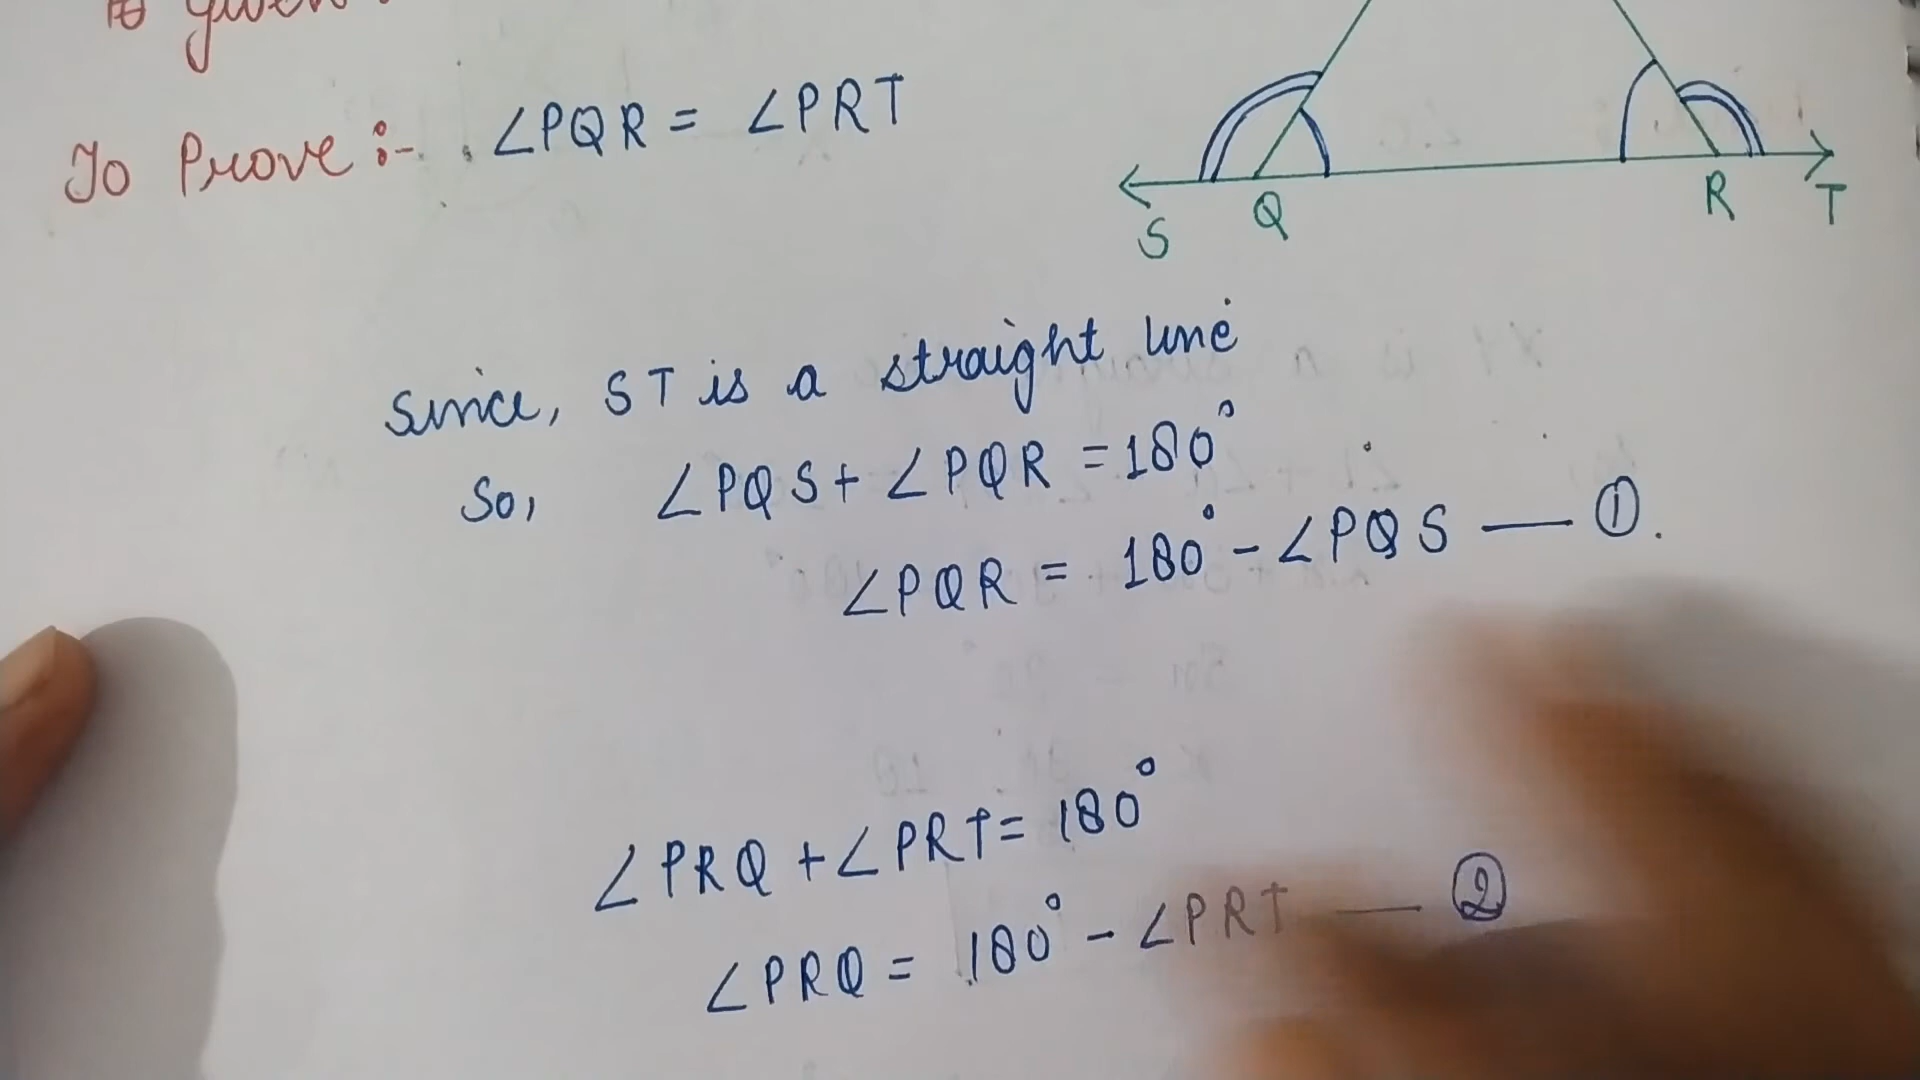 given
To Prove :- ∠PQR = ∠PRT
S Q R T
Since, ST is a straight line
So, ∠PQS + ∠PQR = 180°
∠PQR = 180° - ∠PQS — ①.
∠PRQ + ∠PRT = 180°
∠PRQ = 180° - ∠PRT — ②